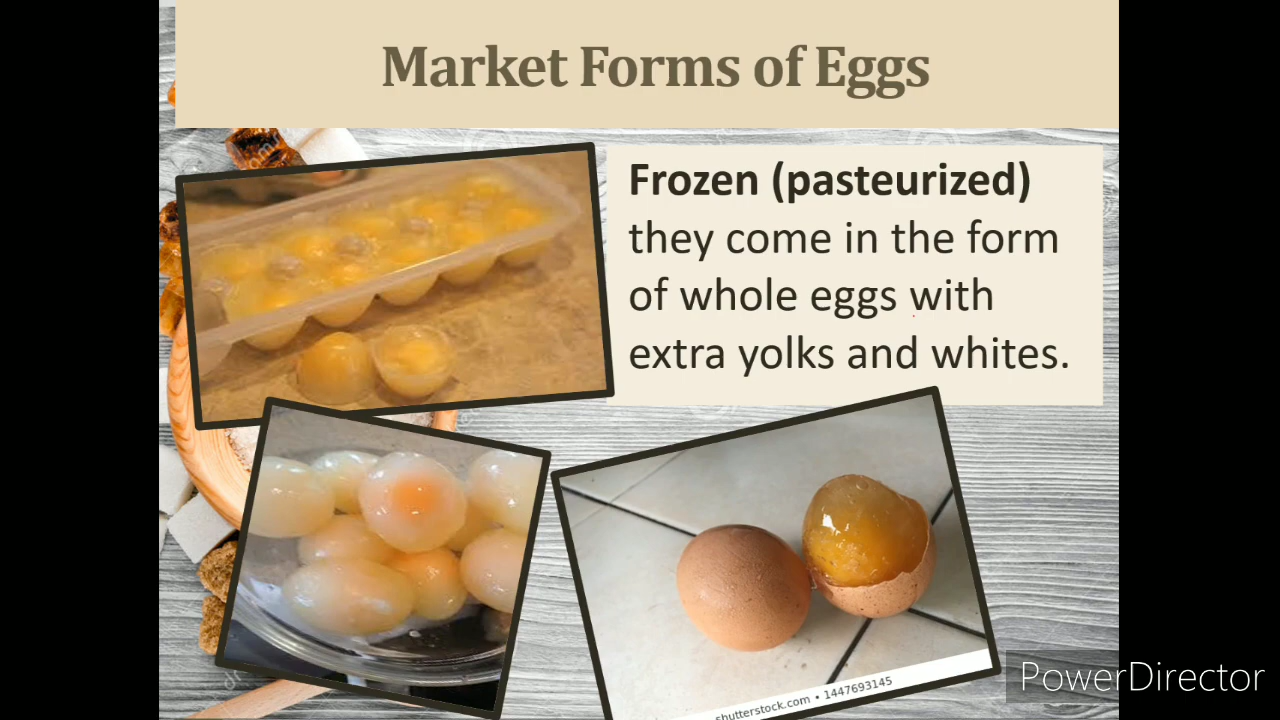 Market Forms of Eggs
Frozen (pasteurized)
they come in the form
of whole eggs with
extra yolks and whites.
shutterstock.com • 1447693145
PowerDirector